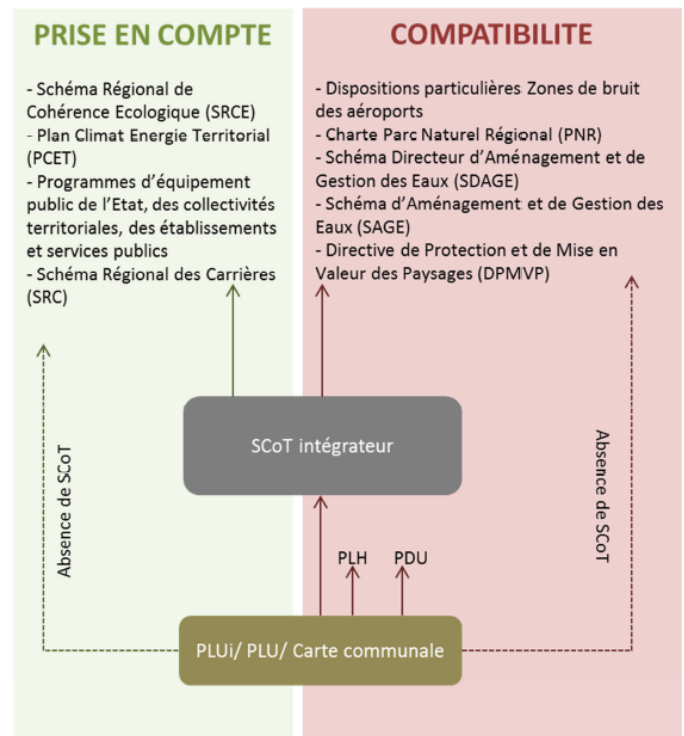 PRISE EN COMPTE
- Schéma Régional de
Cohérence Ecologique (SRCE)
- Plan Climat Energie Territorial
(PCET)
- Programmes d'équipement
public de l'Etat, des collectivités
territoriales, des établissements
et services publics
- Schéma Régional des Carrières
(SRC)
COMPATIBILITE
- Dispositions particulières Zones de bruit
des aéroports
- Charte Parc Naturel Régional (PNR)
- Schéma Directeur d'Aménagement et de
Gestion des Eaux (SDAGE)
- Schéma d'Aménagement et de Gestion des
Eaux (SAGE)
- Directive de Protection et de Mise en
Valeur des Paysages (DPMVP)
SCoT intégrateur
Absence de SCoT
Absence de SCoT
PLH
PDU
PLUi/ PLU/ Carte communale